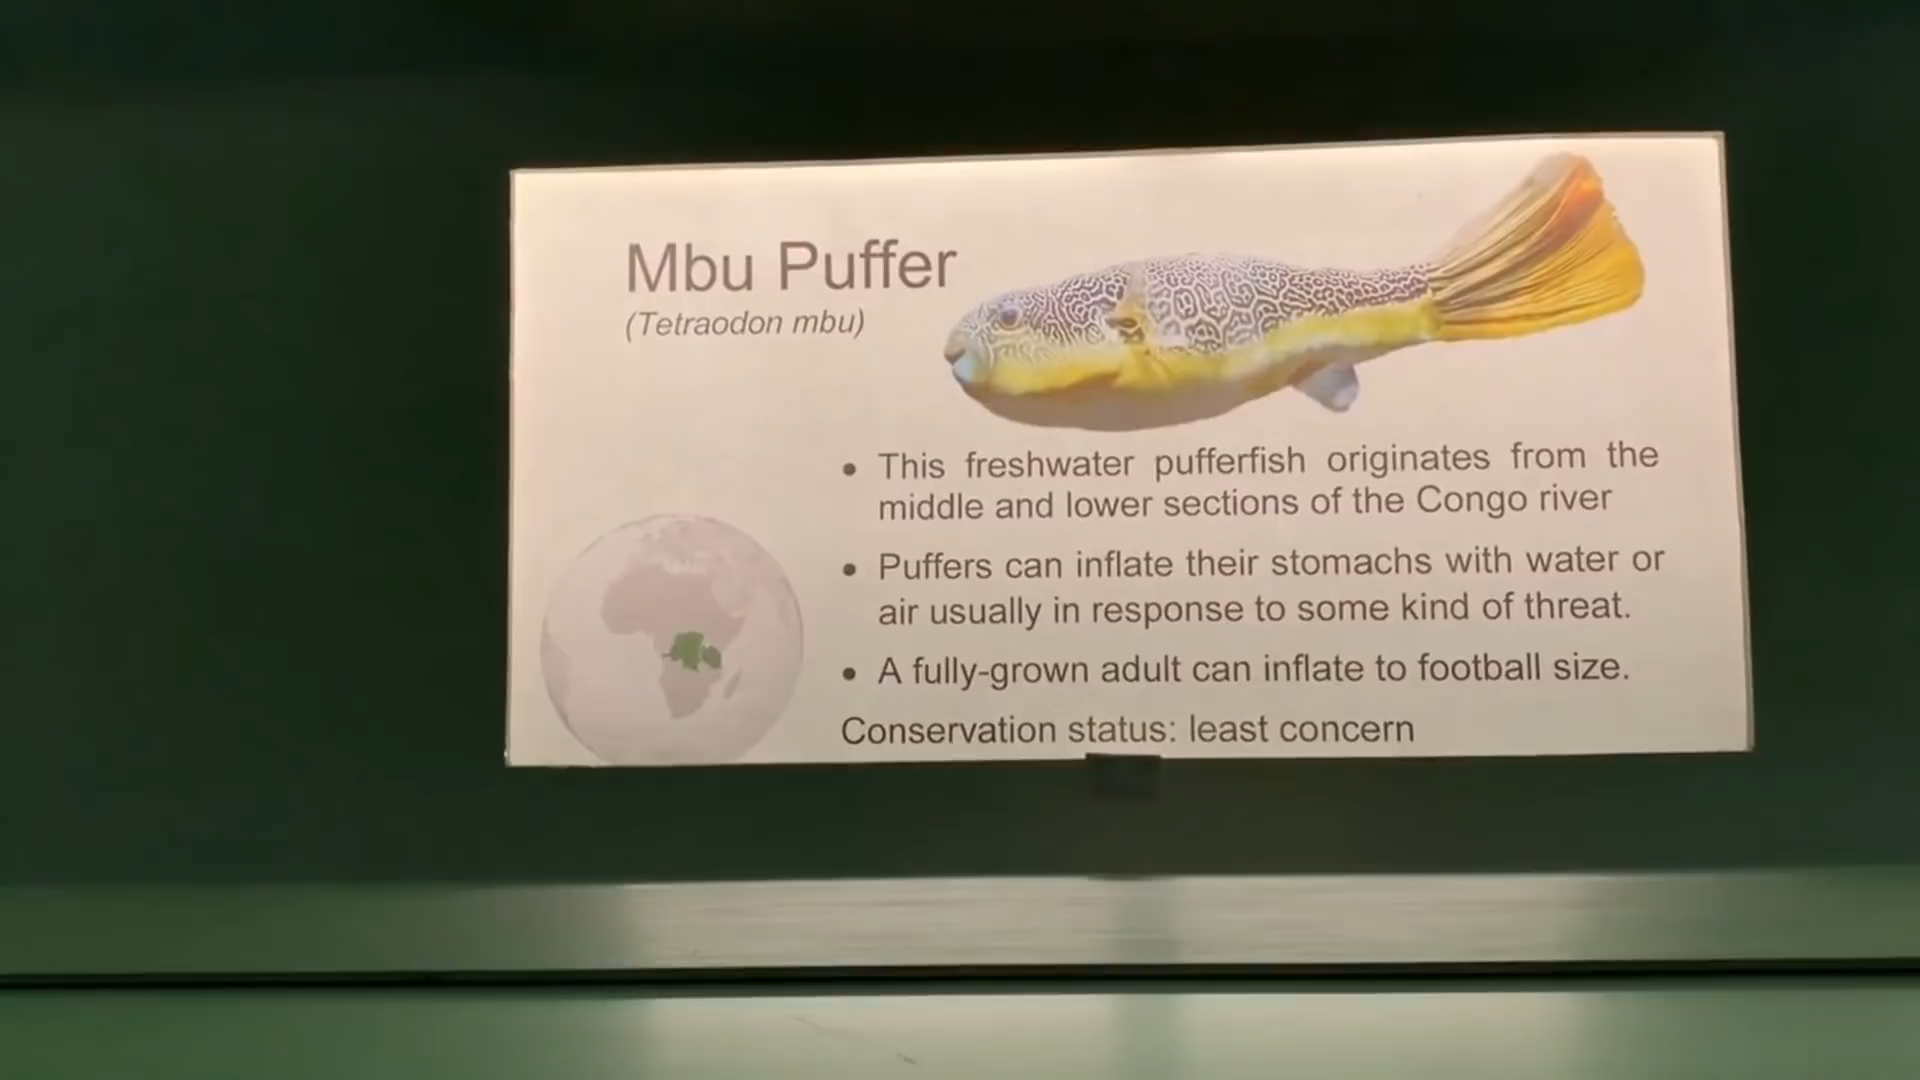 Mbu Puffer
(Tetraodon mbu)
• This freshwater pufferfish originates from the
middle and lower sections of the Congo river
• Puffers can inflate their stomachs with water or
air usually in response to some kind of threat.
• A fully-grown adult can inflate to football size.
Conservation status: least concern